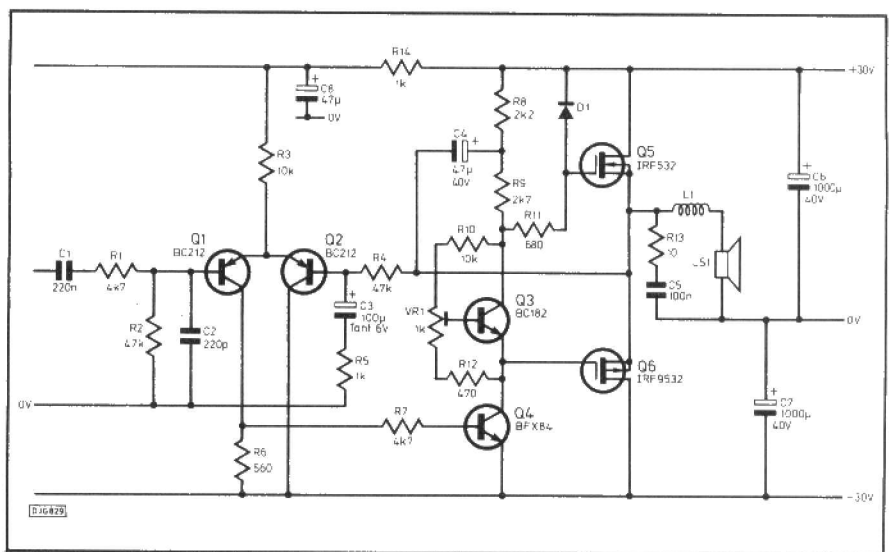 R14
1k
+30V
C8
47µ
0V
R8
2k2
D1
Q5
IRF532
C4
47µ
40V
R3
10k
R9
2k7
C6
1000µ
40V
L1
R11
680
R10
10k
R13
10
LS1
Q1
BC212
Q2
BC212
C1
220n
R1
4k7
R4
47k
Q3
BC182
C5
100n
VR1
1k
C3
100µ
Tant 6V
0V
R2
47k
C2
220p
R5
1k
R12
470
Q6
IRF9532
C7
1000µ
40V
0V
R7
4k7
Q4
BFX84
R6
560
-30V